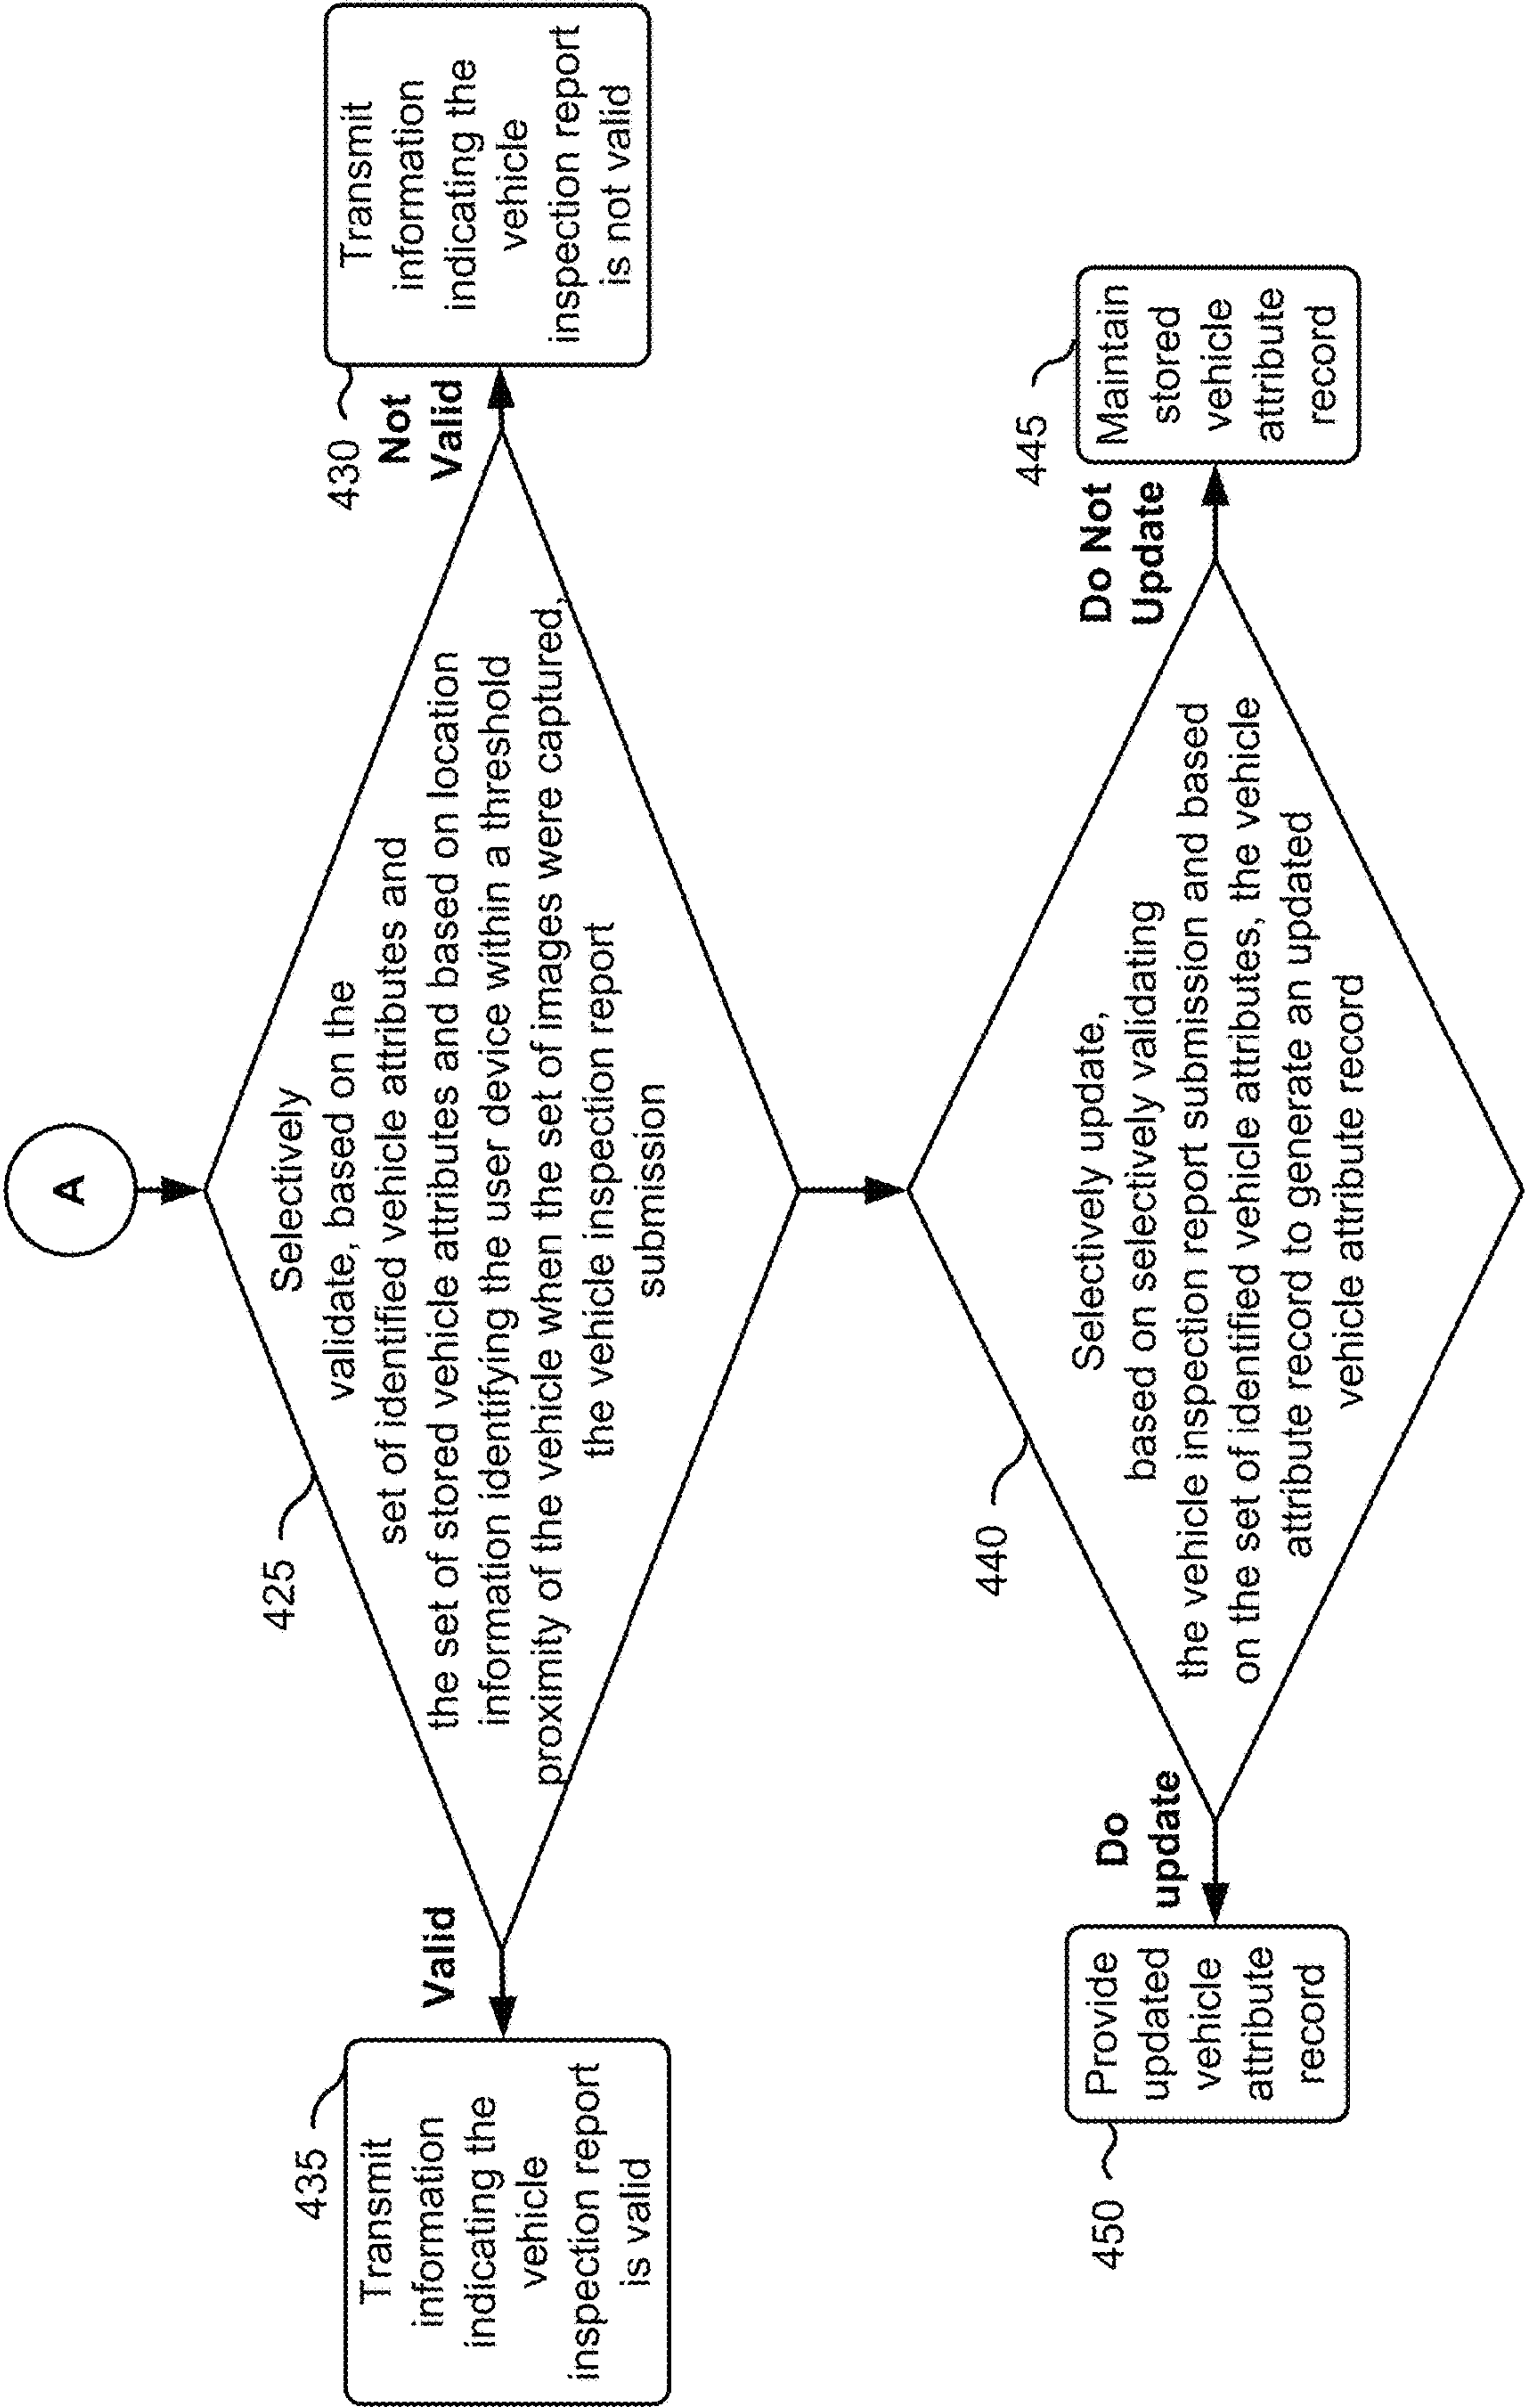 A
425
Selectively
validate, based on the
set of identified vehicle attributes and
the set of stored vehicle attributes and based on location
information identifying the user device within a threshold
proximity of the vehicle when the set of images were captured,
the vehicle inspection report
submission
Valid
435
Transmit
information
indicating the
vehicle
inspection report
is valid
430
Not
Valid
Transmit
information
indicating the
vehicle
inspection report
is not valid
440
Selectively update,
based on selectively validating
the vehicle inspection report submission and based
on the set of identified vehicle attributes, the vehicle
attribute record to generate an updated
vehicle attribute record
Do
update
450
Provide
updated
vehicle
attribute
record
445
Do Not
Update
Maintain
stored
vehicle
attribute
record